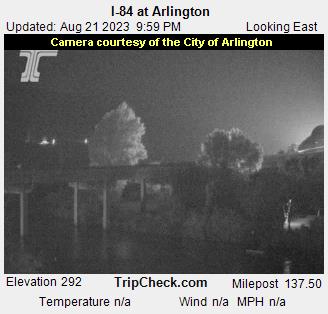 I-84 at Arlington
Updated: Aug 21 2023 9:59 PM Looking East
Camera courtesy of the City of Arlington
Elevation 292 TripCheck.com Milepost 137.50
Temperature n/a Wind n/a MPH n/a